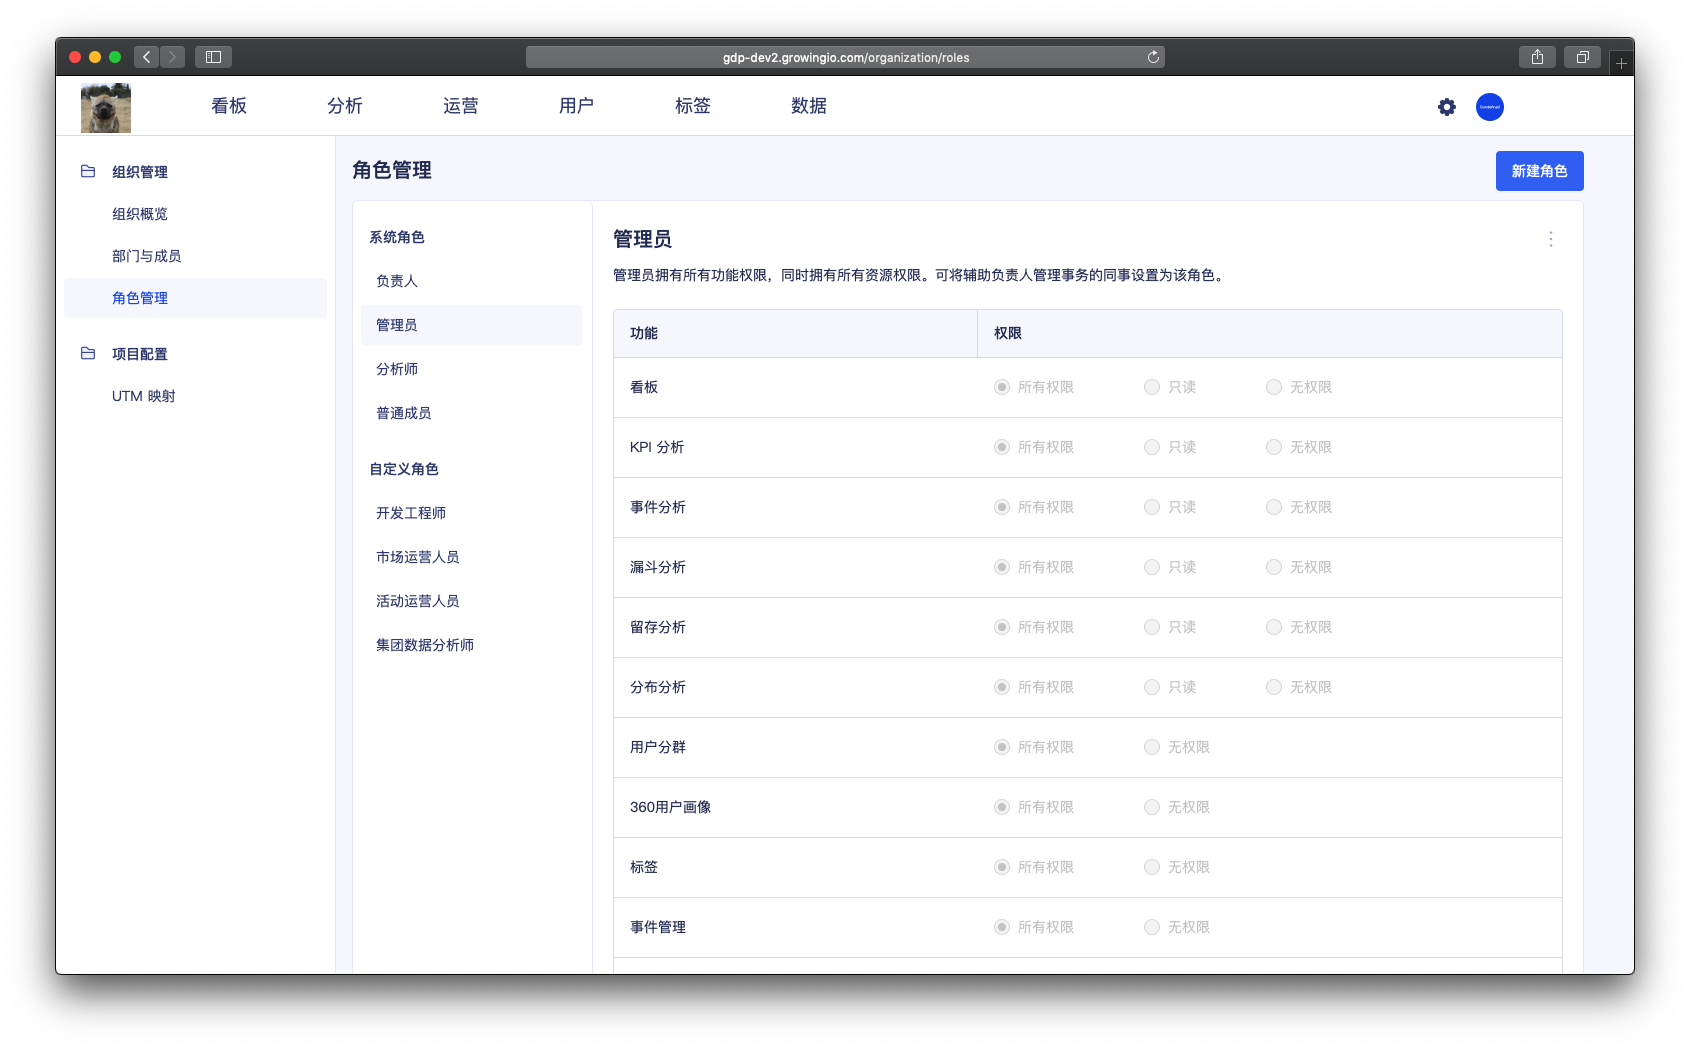 gdp-dev2.growingio.com/organization/roles
看板 分析 运营 用户 标签 数据
组织管理
组织概览
部门与成员
角色管理
项目配置
UTM 映射
角色管理
新建角色
系统角色
负责人
管理员
分析师
普通成员
自定义角色
开发工程师
市场运营人员
活动运营人员
集团数据分析师
管理员
管理员拥有所有功能权限，同时拥有所有资源权限。可将辅助负责人管理事务的同事设置为该角色。
功能 权限
看板 所有权限 只读 无权限
KPI 分析 所有权限 只读 无权限
事件分析 所有权限 只读 无权限
漏斗分析 所有权限 只读 无权限
留存分析 所有权限 只读 无权限
分布分析 所有权限 只读 无权限
用户分群 所有权限 无权限
360用户画像 所有权限 无权限
标签 所有权限 无权限
事件管理 所有权限 无权限